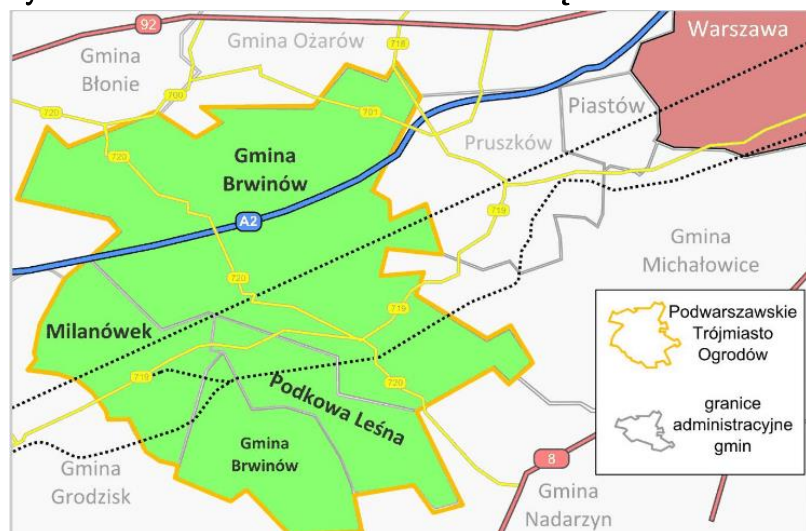 92
Gmina
Błonie
Gmina Ożarów
718
Warszawa
720
700
701
Piastów
Pruszków
720
Gmina
Brwinów
719
A2
Gmina
Michałowice
720
Milanówek
719
719
Podkowa Leśna
720
Gmina
Brwinów
Gmina
Grodzisk
8
Gmina
Nadarzyn
Podwarszawskie
Trójmiasto
Ogrodów
granice
administracyjne
gmin